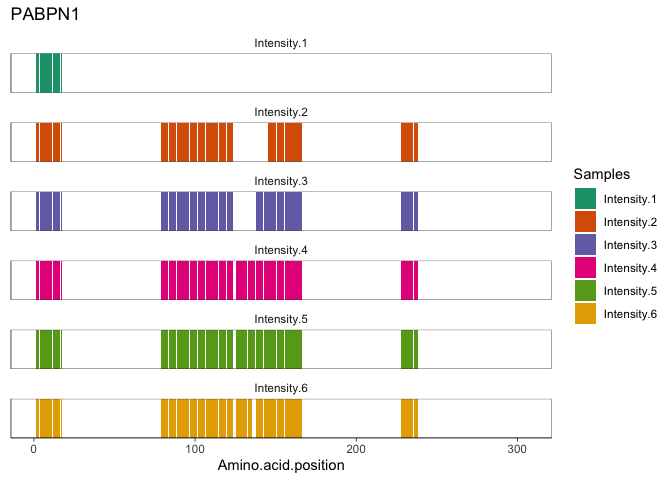 PABPN1
Intensity.1
Intensity.2
Intensity.3
Intensity.4
Intensity.5
Intensity.6
0 100 200 300
Amino.acid.position
Samples
Intensity.1
Intensity.2
Intensity.3
Intensity.4
Intensity.5
Intensity.6